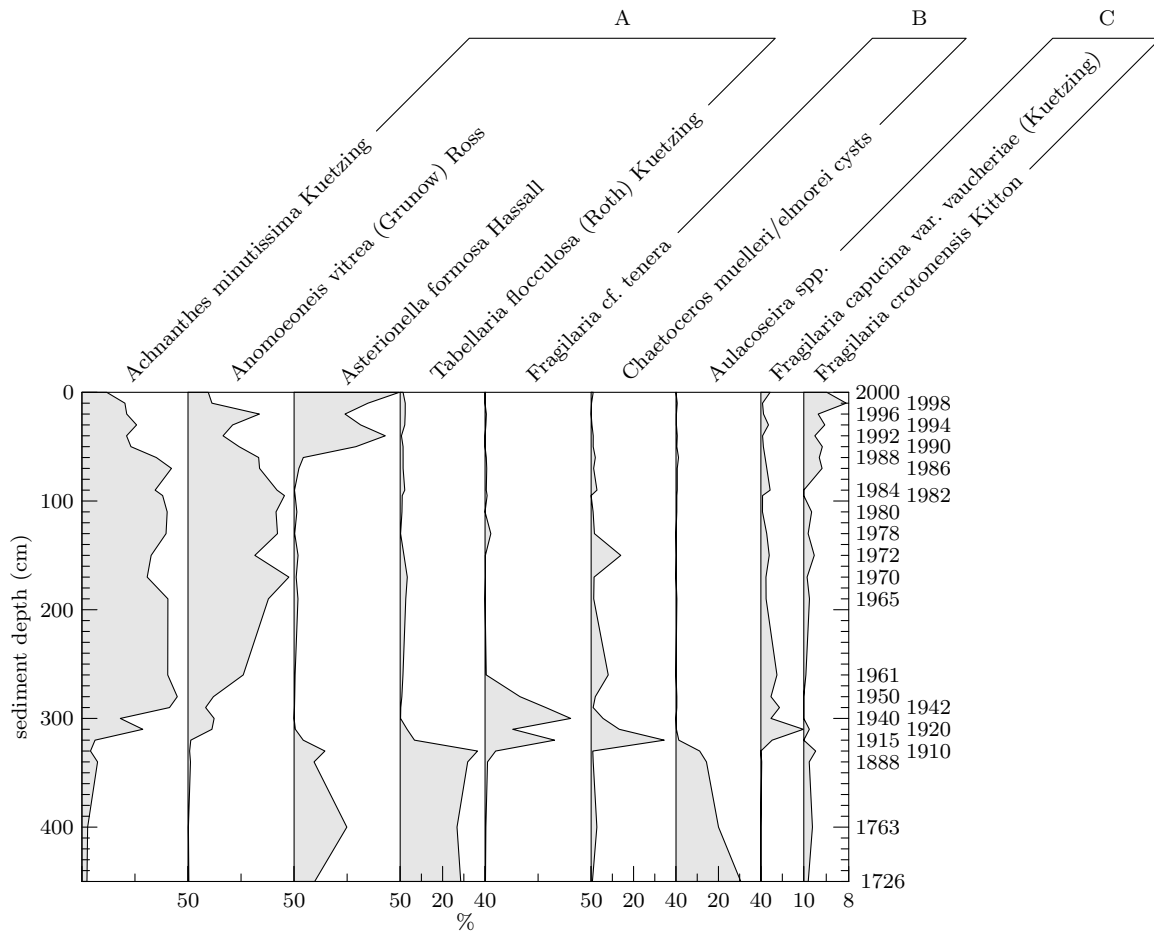 A B C
Achnanthes minutissima Kuetzing
Anomoeoneis vitrea (Grunow) Ross
Asterionella formosa Hassall
Tabellaria flocculosa (Roth) Kuetzing
Fragilaria cf. tenera
Chaetoceros muelleri/elmorei cysts
Aulacoseira spp.
Fragilaria capucina var. vaucheriae (Kuetzing)
Fragilaria crotonensis Kitton
0
100
200
300
400
sediment depth (cm)
2000
1998
1996
1994
1992
1990
1988
1986
1984
1982
1980
1978
1972
1970
1965
1961
1950
1942
1940
1920
1915
1910
1888
1763
1726
50 50 50 20 40 50 20 40 20 40 10 8
%